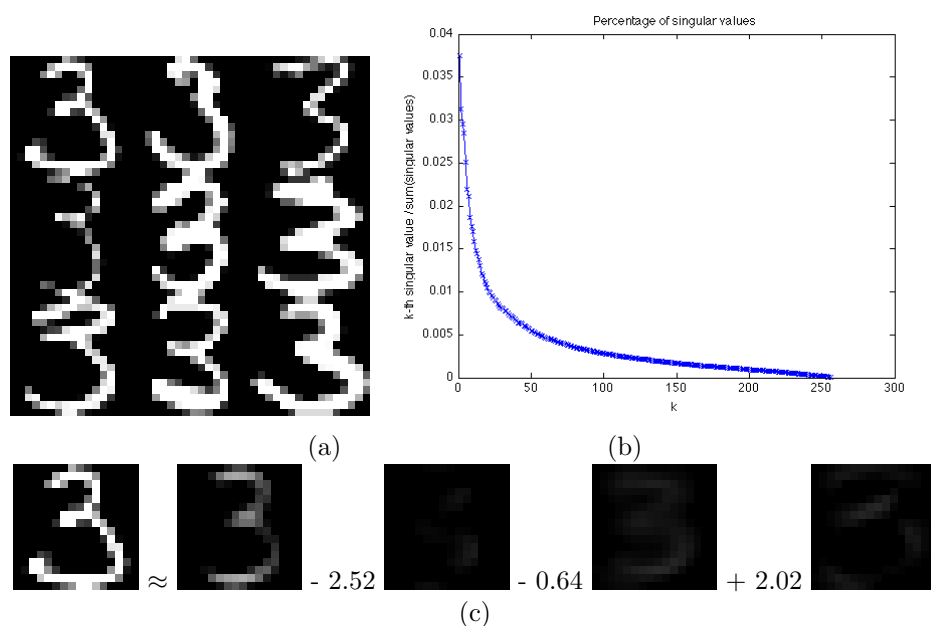 Percentage of singular values
0.04
0.035
0.03
0.025
0.02
0.015
0.01
0.005
0
k-th singular value /sum(singular values)
0 50 100 150 200 250 300
k
(a) (b)
≈ - 2.52 - 0.64 + 2.02
(c)